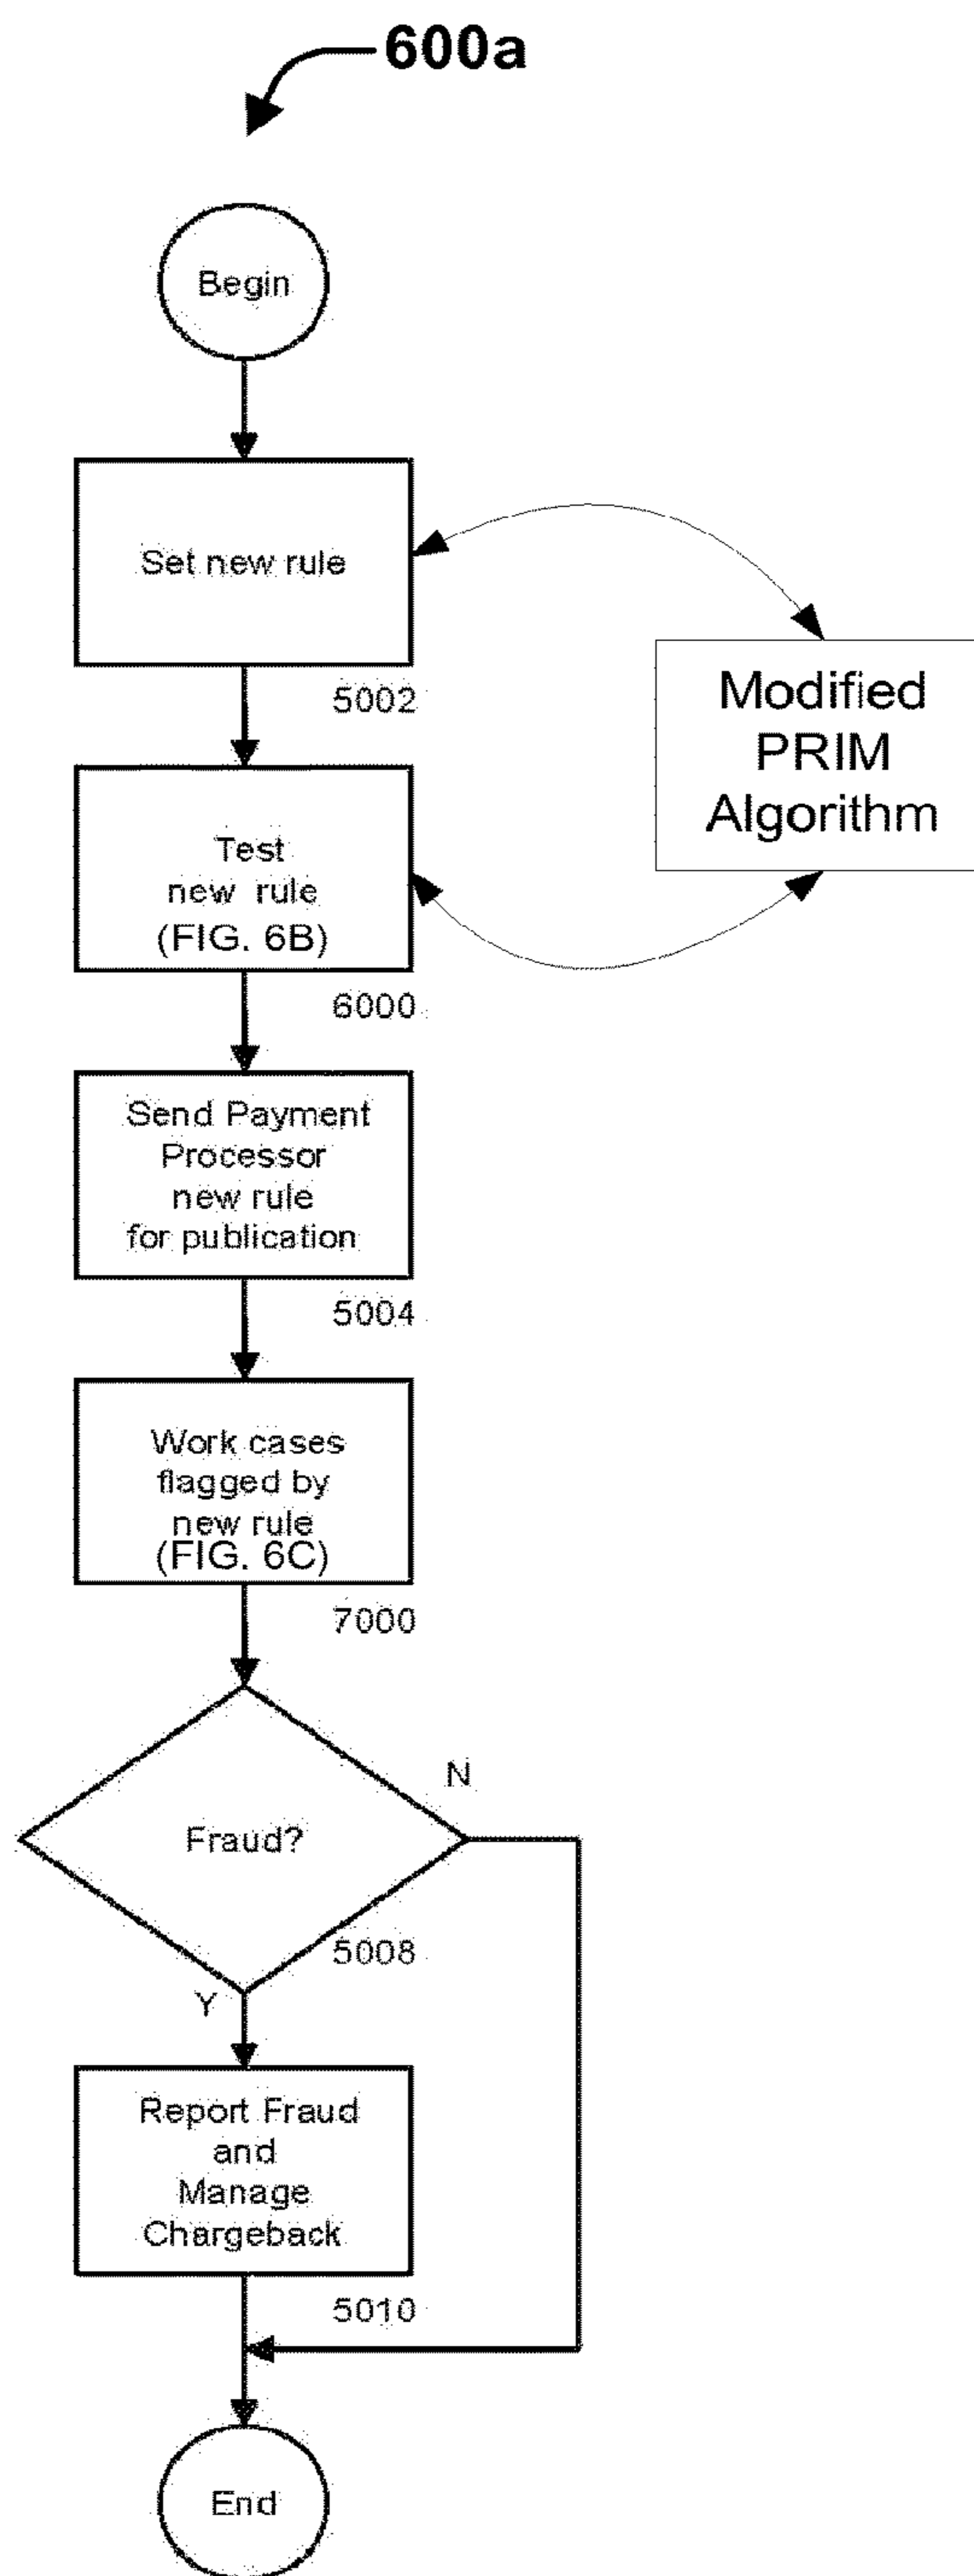 600a
Begin
Set new rule
5002
Modified
PRIM
Algorithm
Test
new rule
(FIG. 6B)
6000
Send Payment
Processor
new rule
for publication
5004
Work cases
flagged by
new rule
(FIG. 6C)
7000
Fraud?
N
5008
Y
Report Fraud
and
Manage
Chargeback
5010
End